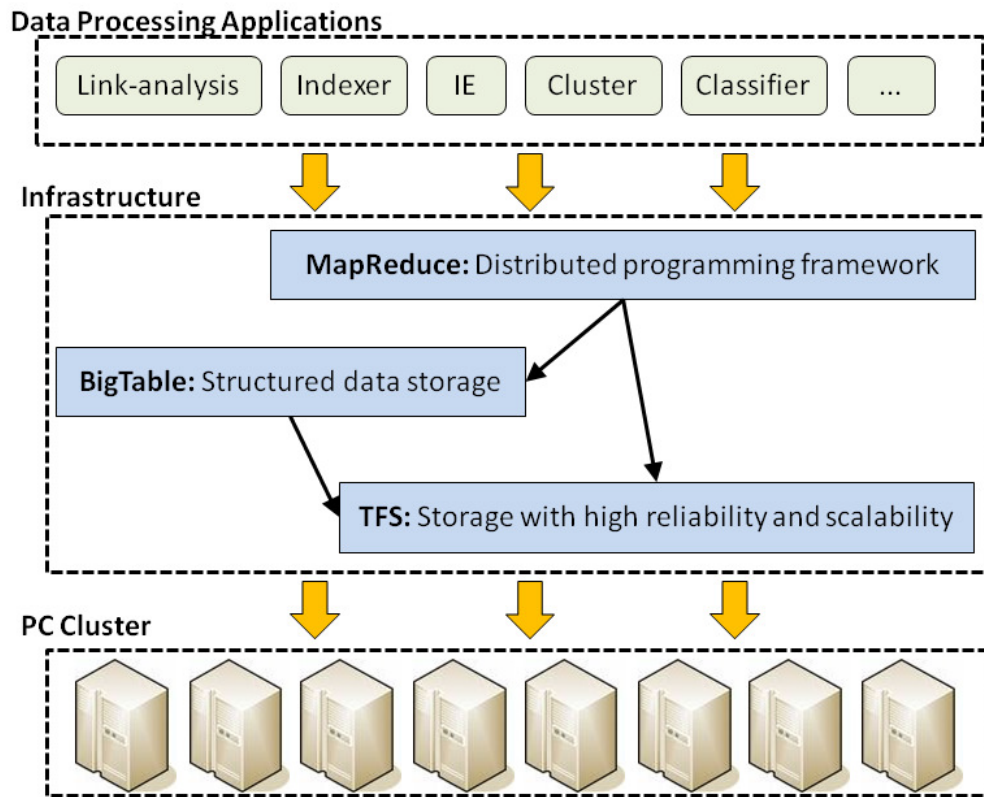 Data Processing Applications
Link-analysis
Indexer
IE
Cluster
Classifier
...
Infrastructure
MapReduce: Distributed programming framework
BigTable: Structured data storage
TFS: Storage with high reliability and scalability
PC Cluster